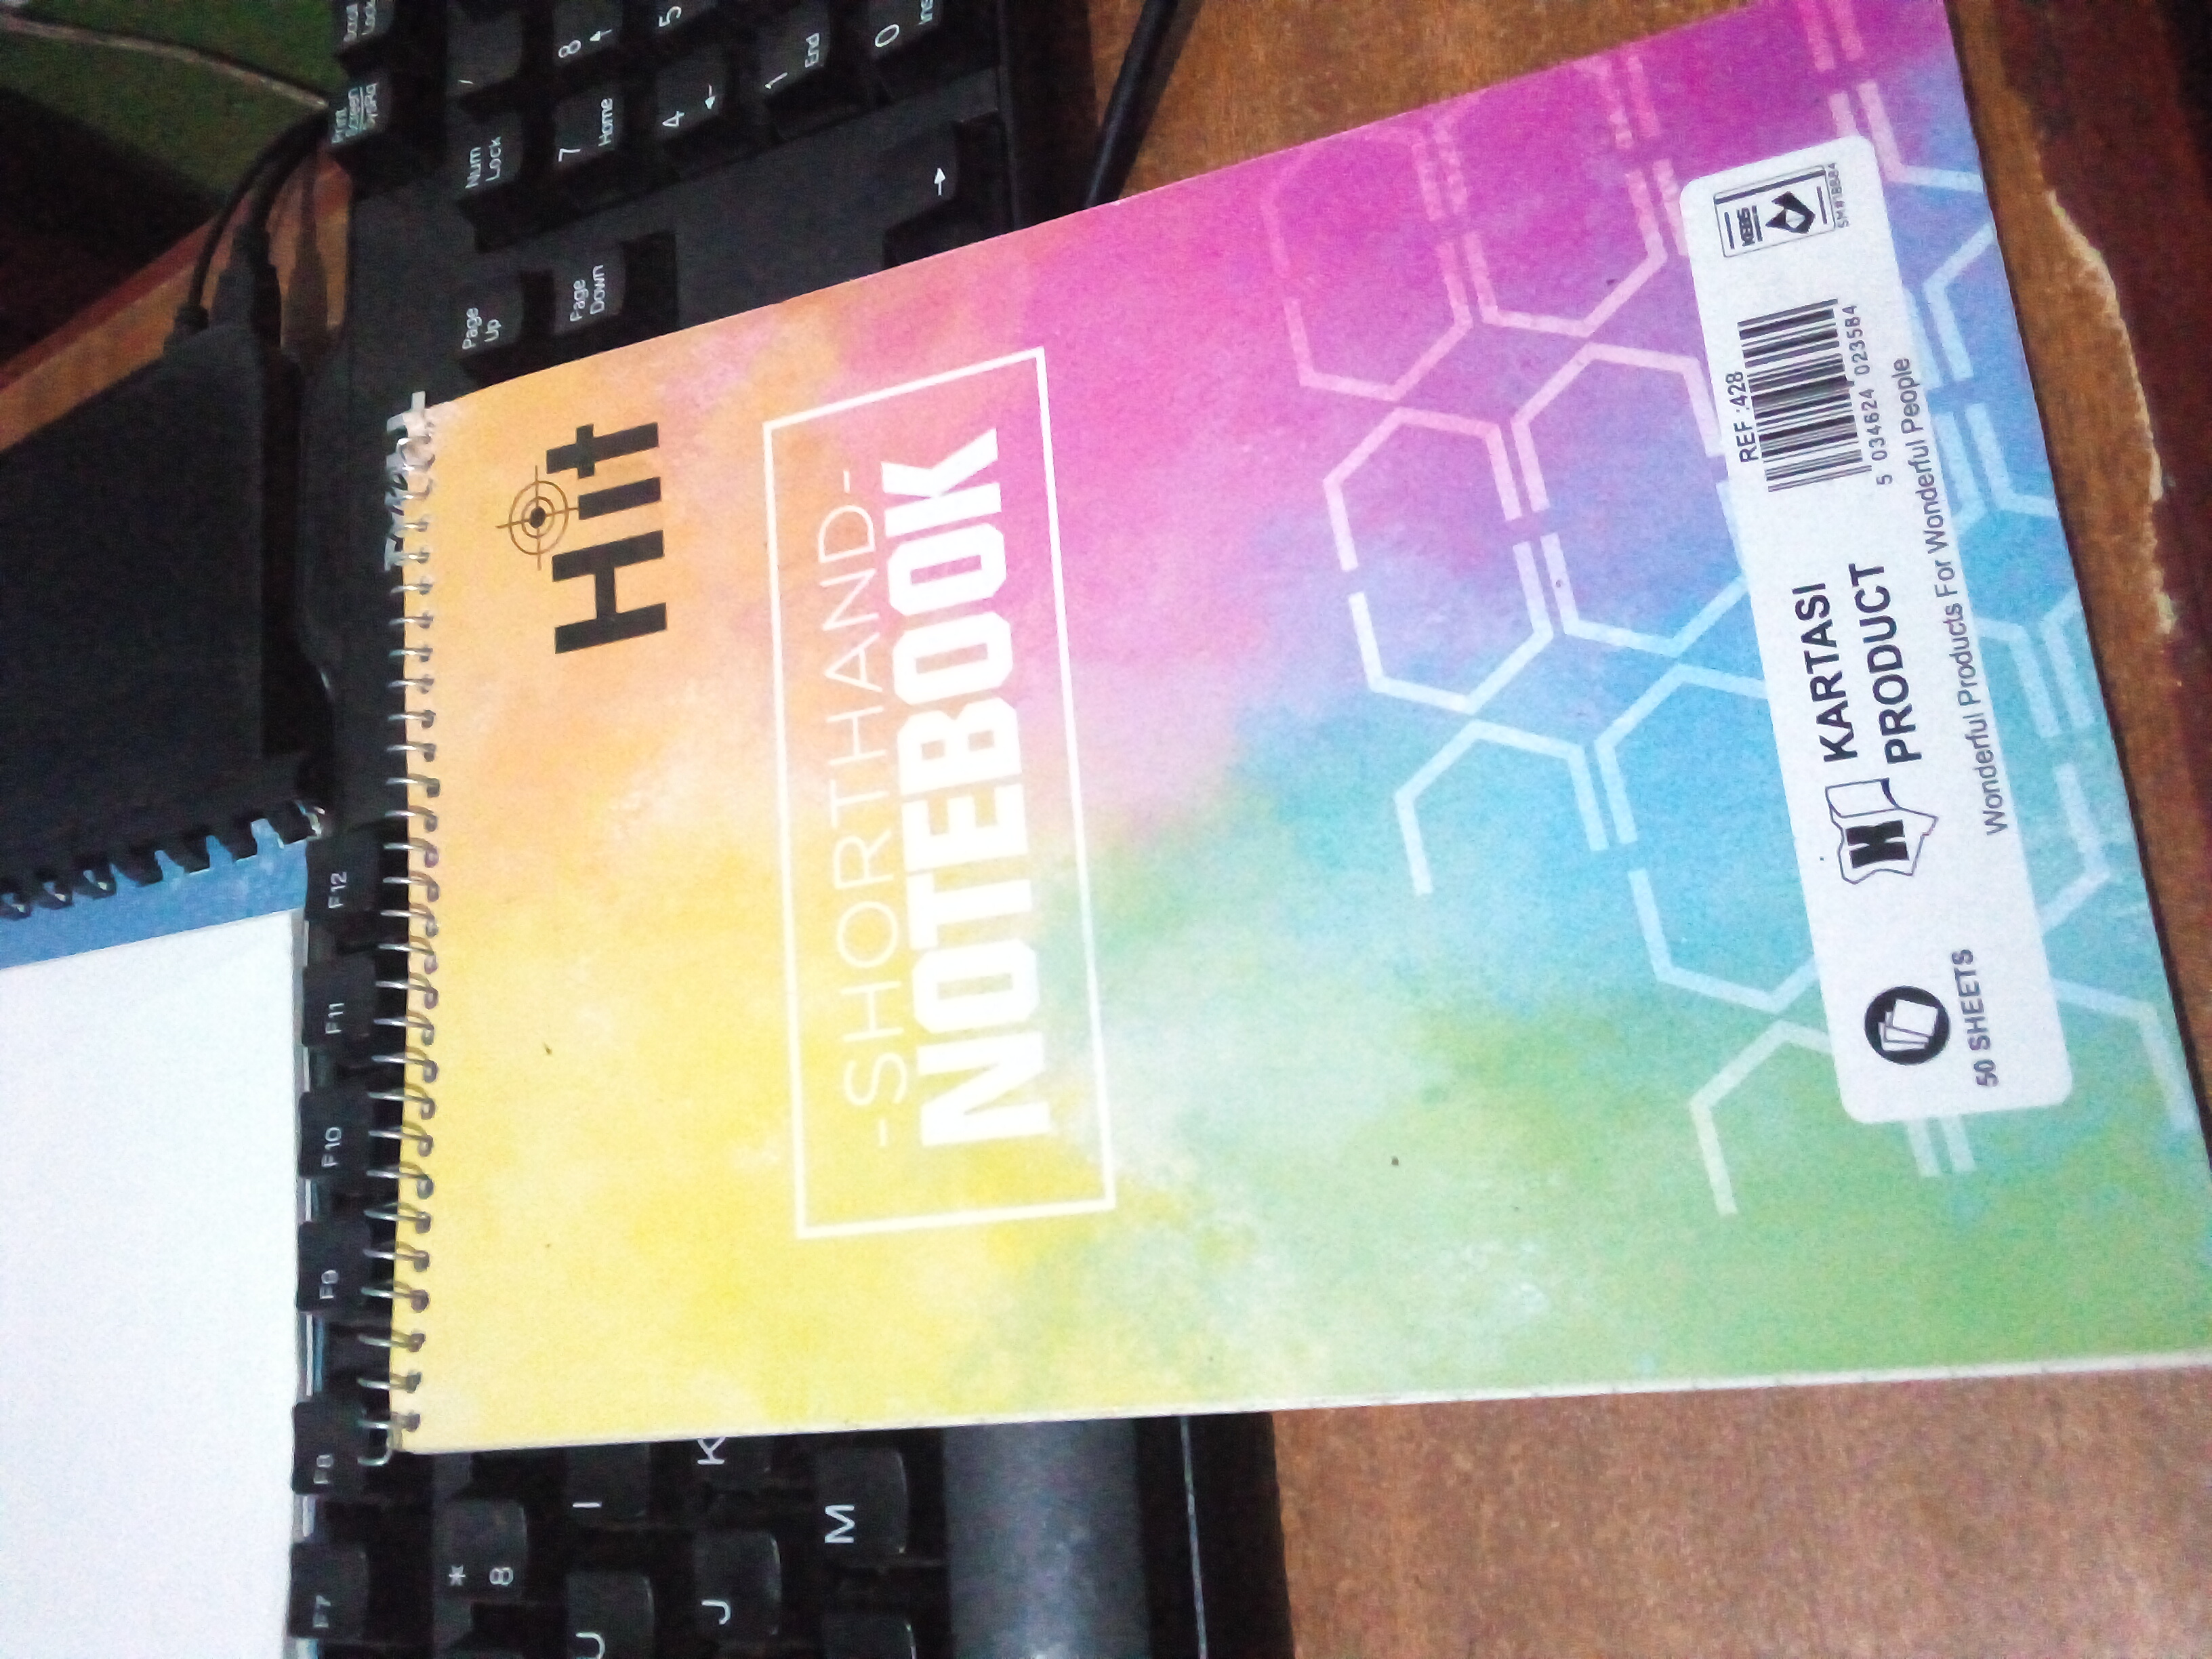 F7 F8 F9 F10 F11 F12
Print
Screen
SysRq
Scroll
Lock
*
8
Page
Up
Num
Lock
/
U I
Page
Down
7
Home
8
J K
4
5
M
1
End
0
Ins
Hit
-SHORTHAND-
NOTEBOOK
50 SHEETS
KARTASI
PRODUCT
Wonderful Products For Wonderful People
REF :428
5 034624 023584
KEBS